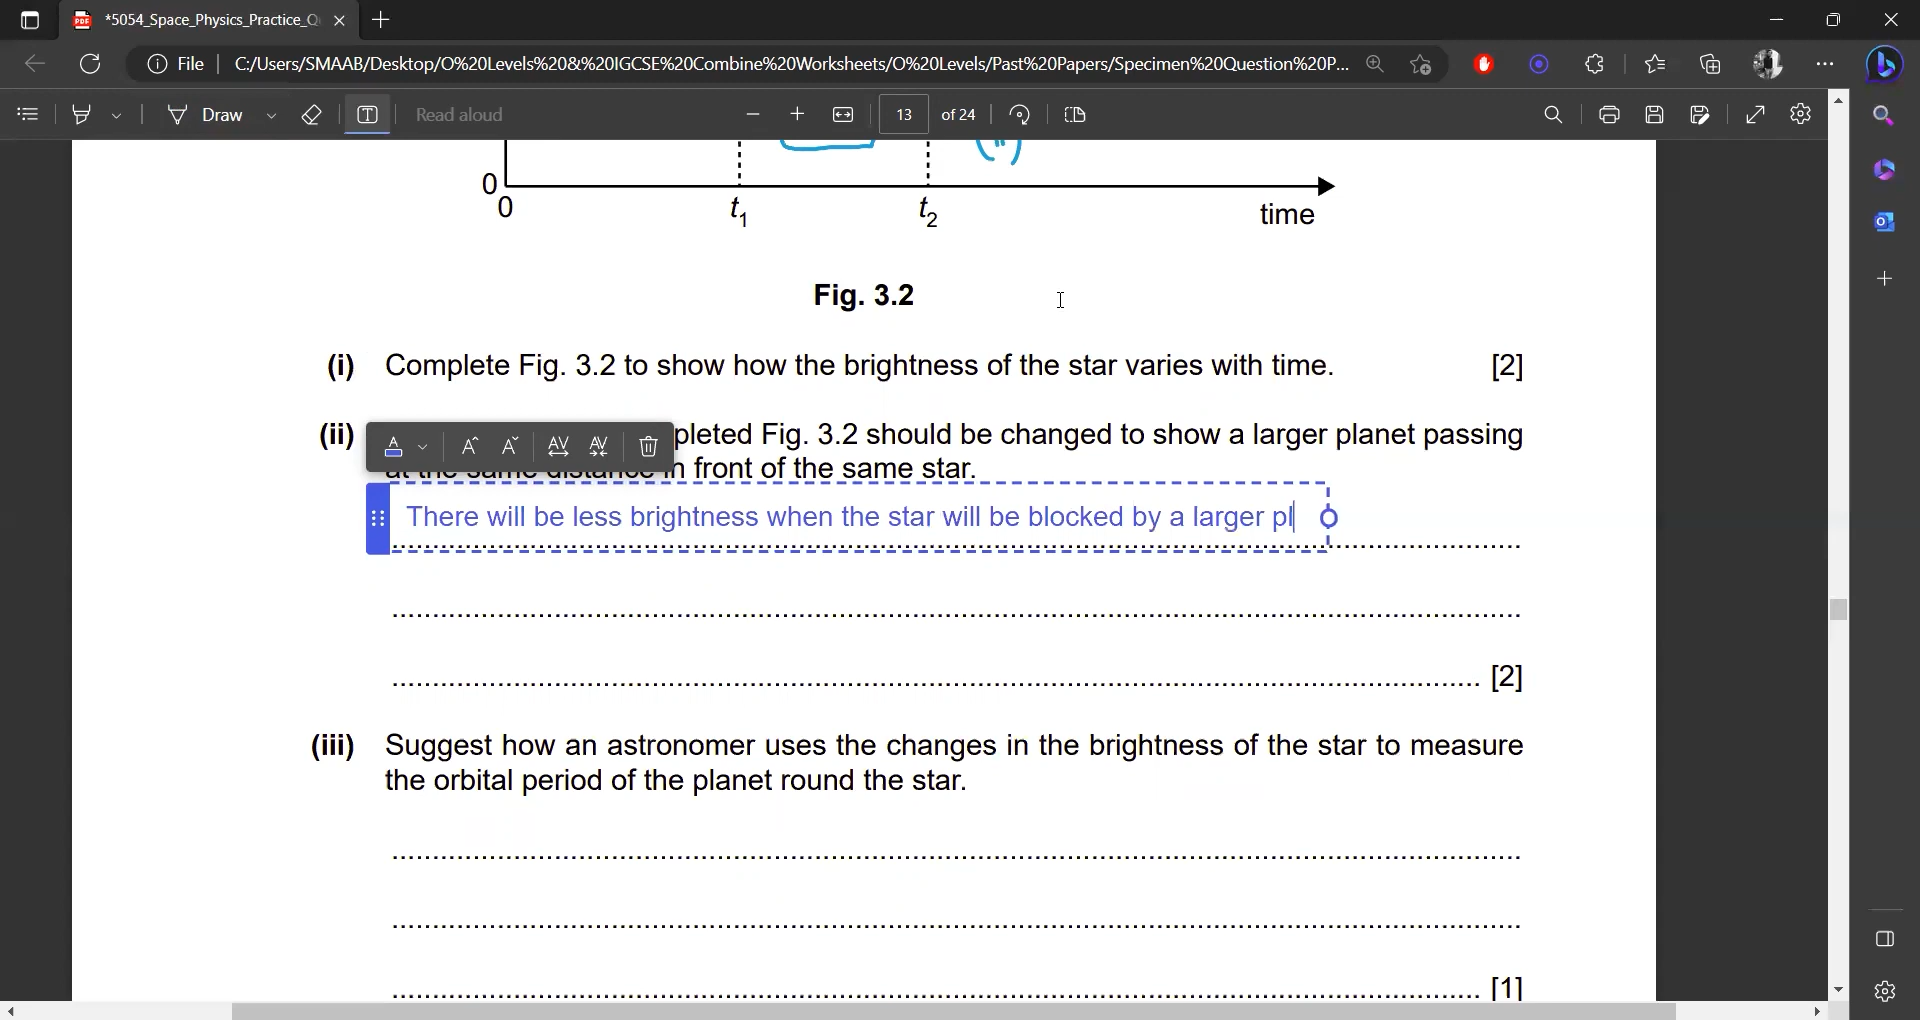 *5054_Space_Physics_Practice_Q
File
C:/Users/SMAAB/Desktop/O%20Levels%20&%20IGCSE%20Combine%20Worksheets/O%20Levels/Past%20Papers/Specimen%20Question%20P...
Draw
Read aloud
13 of 24
0
0 t1 t2 time
Fig. 3.2
(i) Complete Fig. 3.2 to show how the brightness of the star varies with time. [2]
(ii) pleted Fig. 3.2 should be changed to show a larger planet passing
at the same distance in front of the same star.
There will be less brightness when the star will be blocked by a larger pl
[2]
(iii) Suggest how an astronomer uses the changes in the brightness of the star to measure
the orbital period of the planet round the star.
[1]